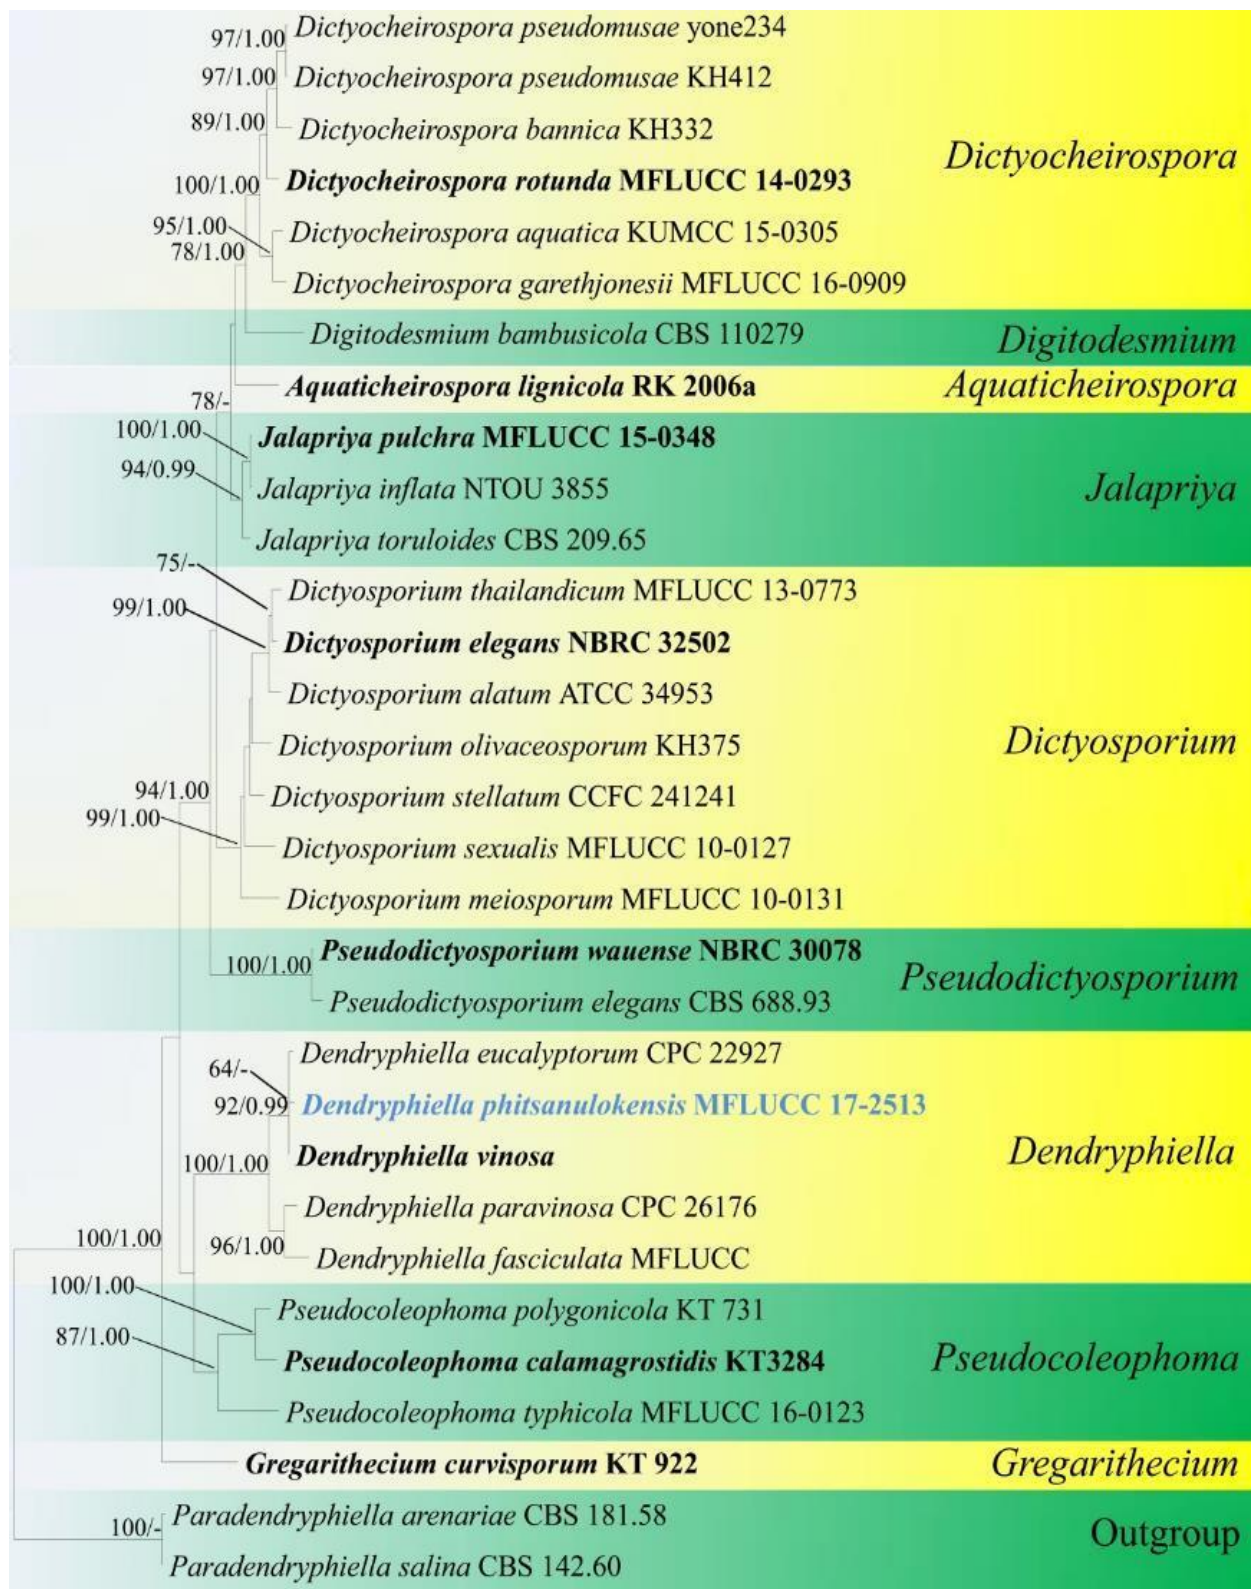 Dictyocheirospora pseudomusae yone234
97/1.00
Dictyocheirospora pseudomusae KH412
97/1.00
Dictyocheirospora bannica KH332
89/1.00
Dictyocheirospora
Dictyocheirospora rotunda MFLUCC 14-0293
100/1.00
Dictyocheirospora aquatica KUMCC 15-0305
95/1.00
78/1.00
Dictyocheirospora garethjonesii MFLUCC 16-0909
Digitodesmium bambusicola CBS 110279
Digitodesmium
Aquaticheirospora lignicola RK 2006a
Aquaticheirospora
78/-
100/1.00
Jalapriya pulchra MFLUCC 15-0348
94/0.99
Jalapriya inflata NTOU 3855
Jalapriya
Jalapriya toruloides CBS 209.65
75/-
Dictyosporium thailandicum MFLUCC 13-0773
99/1.00
Dictyosporium elegans NBRC 32502
Dictyosporium alatum ATCC 34953
Dictyosporium olivaceosporum KH375
Dictyosporium
94/1.00
Dictyosporium stellatum CCFC 241241
99/1.00
Dictyosporium sexualis MFLUCC 10-0127
Dictyosporium meiosporum MFLUCC 10-0131
Pseudodictyosporium wauense NBRC 30078
100/1.00
Pseudodictyosporium
Pseudodictyosporium elegans CBS 688.93
Dendryphiella eucalyptorum CPC 22927
64/-
92/0.99
Dendryphiella phitsanulokensis MFLUCC 17-2513
Dendryphiella vinosa
Dendryphiella
100/1.00
Dendryphiella paravinosa CPC 26176
100/1.00
96/1.00
Dendryphiella fasciculata MFLUCC
100/1.00
Pseudocoleophoma polygonicola KT 731
87/1.00
Pseudocoleophoma calamagrostidis KT3284
Pseudocoleophoma
Pseudocoleophoma typhicola MFLUCC 16-0123
Gregarithecium curvisporum KT 922
Gregarithecium
Paradendryphiella arenariae CBS 181.58
100/-
Outgroup
Paradendryphiella salina CBS 142.60